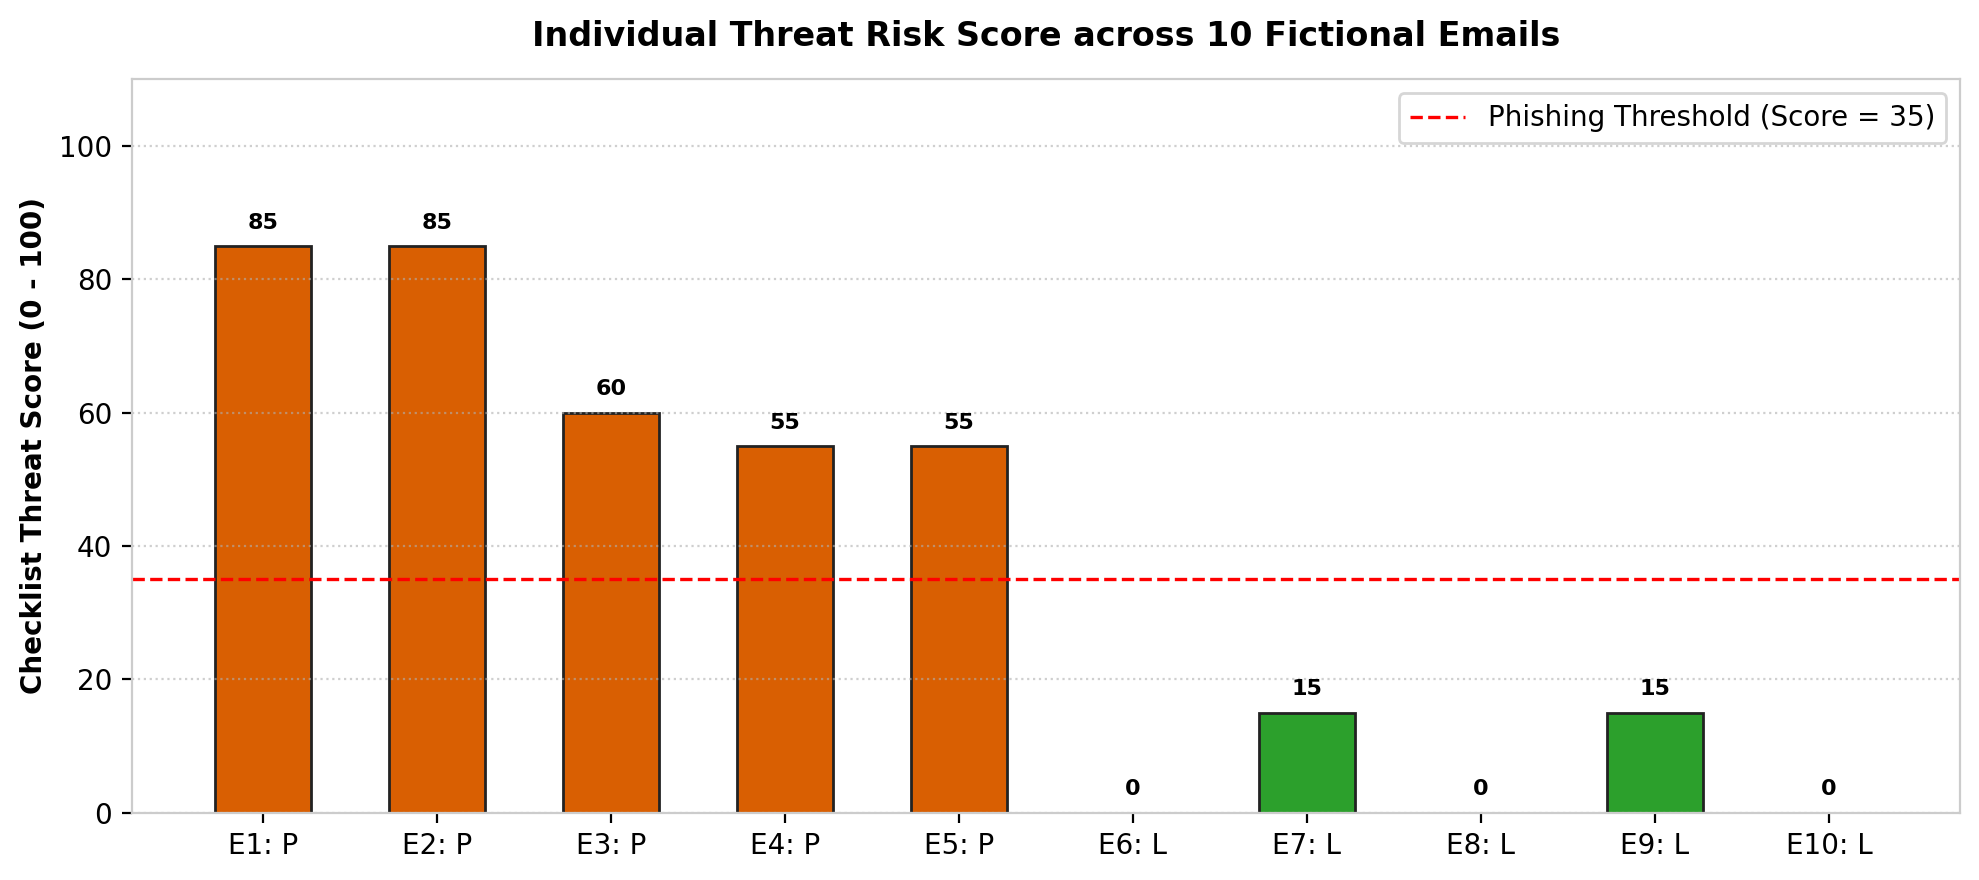 Individual Threat Risk Score across 10 Fictional Emails
Phishing Threshold (Score = 35)
Checklist Threat Score (0 - 100)
100
80
60
40
20
0
85
85
60
55
55
0
15
0
15
0
E1: P
E2: P
E3: P
E4: P
E5: P
E6: L
E7: L
E8: L
E9: L
E10: L